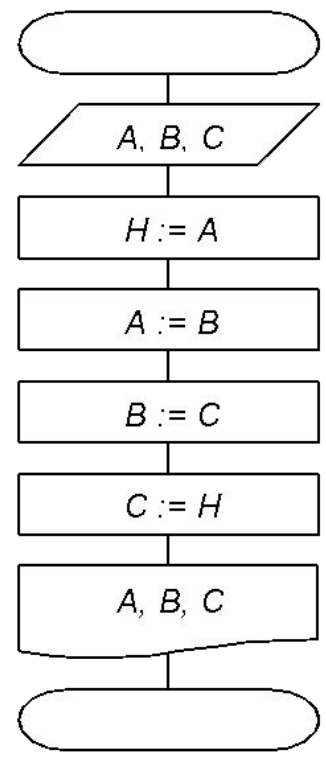 A, B, C
H := A
A := B
B := C
C := H
A, B, C